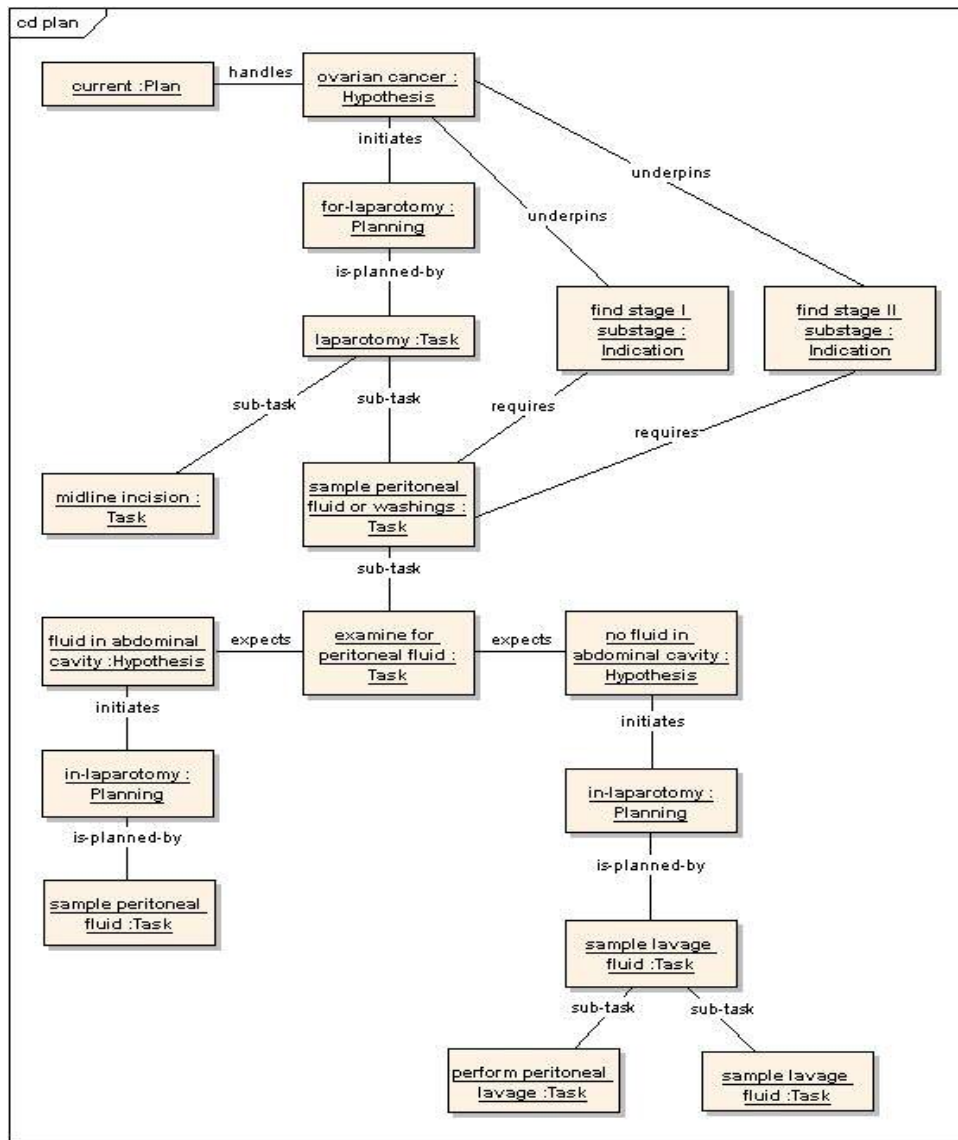 cd plan
current :Plan
handles
ovarian cancer :
Hypothesis
initiates
underpins
underpins
for-laparotomy :
Planning
is-planned-by
find stage I
substage :
Indication
find stage II
substage :
Indication
laparotomy :Task
sub-task
sub-task
requires
requires
midline incision :
Task
sample peritoneal
fluid or washings :
Task
sub-task
fluid in abdominal
cavity :Hypothesis
expects
examine for
peritoneal fluid :
Task
expects
no fluid in
abdominal cavity :
Hypothesis
initiates
initiates
in-laparotomy :
Planning
in-laparotomy :
Planning
is-planned-by
is-planned-by
sample peritoneal
fluid :Task
sample lavage
fluid :Task
sub-task
sub-task
perform peritoneal
lavage :Task
sample lavage
fluid :Task